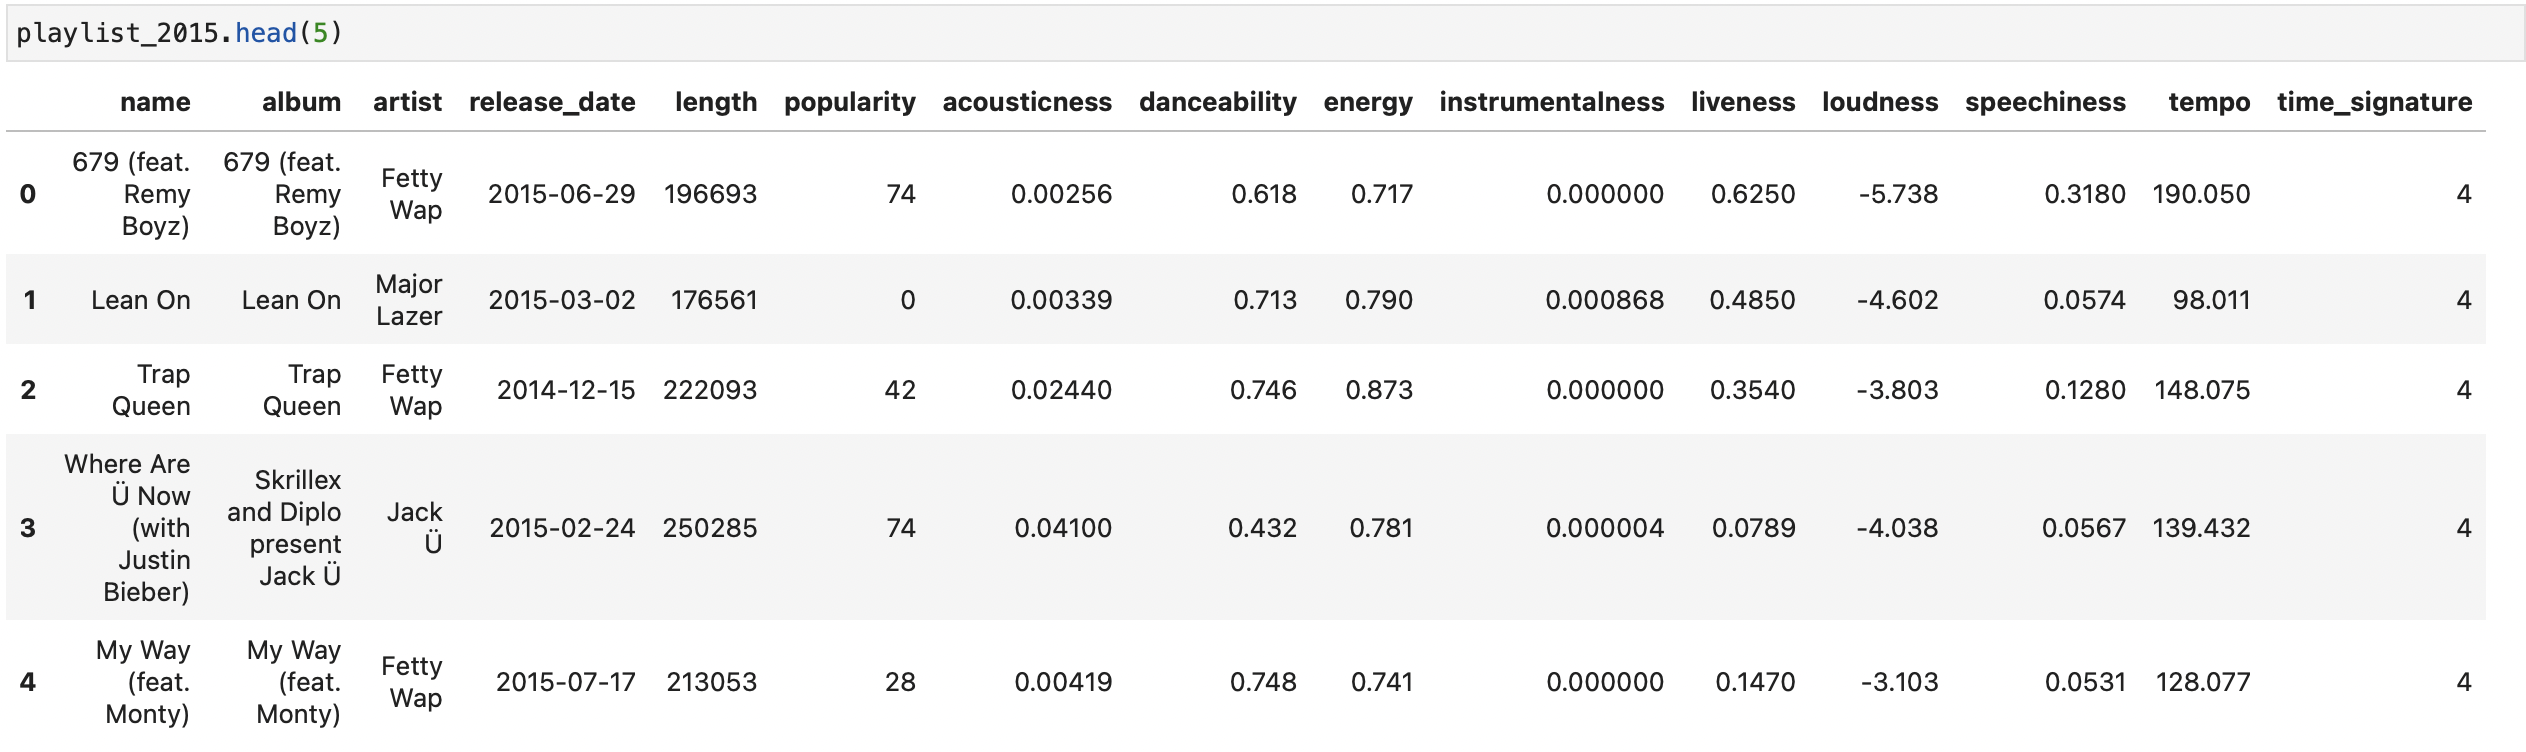 playlist_2015.head(5)
name album artist release_date length popularity acousticness danceability energy instrumentalness liveness loudness speechiness tempo time_signature
0 679 (feat. Remy Boyz) 679 (feat. Remy Boyz) Fetty Wap 2015-06-29 196693 74 0.00256 0.618 0.717 0.000000 0.6250 -5.738 0.3180 190.050 4
1 Lean On Lean On Major Lazer 2015-03-02 176561 0 0.00339 0.713 0.790 0.000868 0.4850 -4.602 0.0574 98.011 4
2 Trap Queen Trap Queen Fetty Wap 2014-12-15 222093 42 0.02440 0.746 0.873 0.000000 0.3540 -3.803 0.1280 148.075 4
3 Where Are Ü Now (with Justin Bieber) Skrillex and Diplo present Jack Ü Jack Ü 2015-02-24 250285 74 0.04100 0.432 0.781 0.000004 0.0789 -4.038 0.0567 139.432 4
4 My Way (feat. Monty) My Way (feat. Monty) Fetty Wap 2015-07-17 213053 28 0.00419 0.748 0.741 0.000000 0.1470 -3.103 0.0531 128.077 4